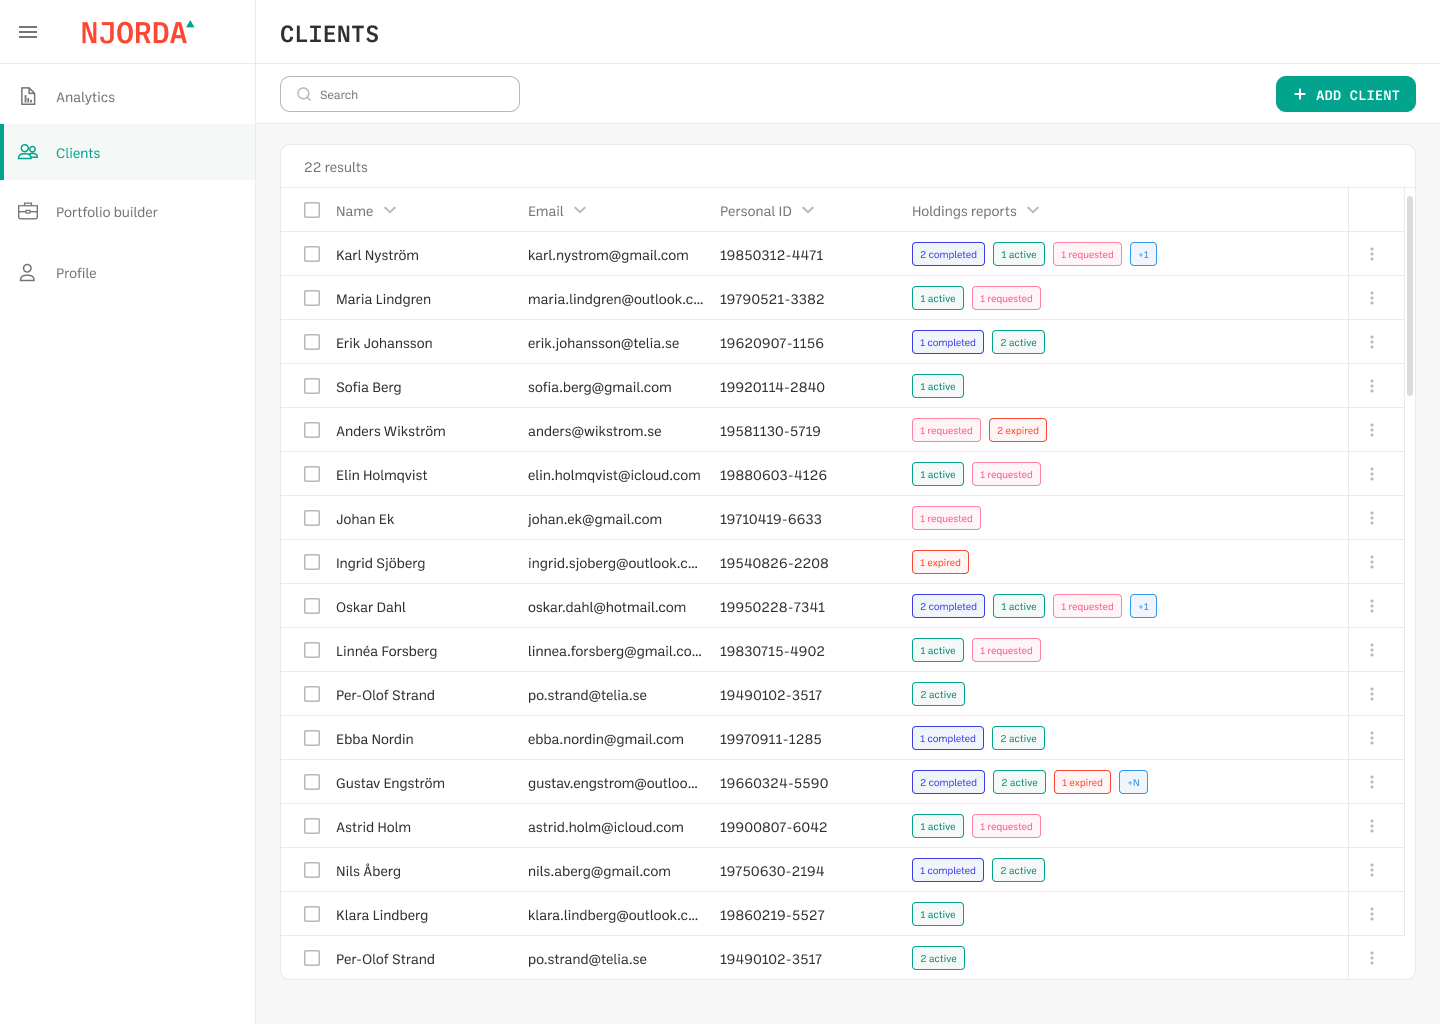 NJORDA
CLIENTS
Analytics
Clients
Portfolio builder
Profile
Search
+ ADD CLIENT
22 results
Name Email Personal ID Holdings reports
Karl Nyström karl.nystrom@gmail.com 19850312-4471 2 completed 1 active 1 requested +1
Maria Lindgren maria.lindgren@outlook.c... 19790521-3382 1 active 1 requested
Erik Johansson erik.johansson@telia.se 19620907-1156 1 completed 2 active
Sofia Berg sofia.berg@gmail.com 19920114-2840 1 active
Anders Wikström anders@wikstrom.se 19581130-5719 1 requested 2 expired
Elin Holmqvist elin.holmqvist@icloud.com 19880603-4126 1 active 1 requested
Johan Ek johan.ek@gmail.com 19710419-6633 1 requested
Ingrid Sjöberg ingrid.sjoberg@outlook.c... 19540826-2208 1 expired
Oskar Dahl oskar.dahl@hotmail.com 19950228-7341 2 completed 1 active 1 requested +1
Linnéa Forsberg linnea.forsberg@gmail.co... 19830715-4902 1 active 1 requested
Per-Olof Strand po.strand@telia.se 19490102-3517 2 active
Ebba Nordin ebba.nordin@gmail.com 19970911-1285 1 completed 2 active
Gustav Engström gustav.engstrom@outloo... 19660324-5590 2 completed 2 active 1 expired +N
Astrid Holm astrid.holm@icloud.com 19900807-6042 1 active 1 requested
Nils Åberg nils.aberg@gmail.com 19750630-2194 1 completed 2 active
Klara Lindberg klara.lindberg@outlook.c... 19860219-5527 1 active
Per-Olof Strand po.strand@telia.se 19490102-3517 2 active